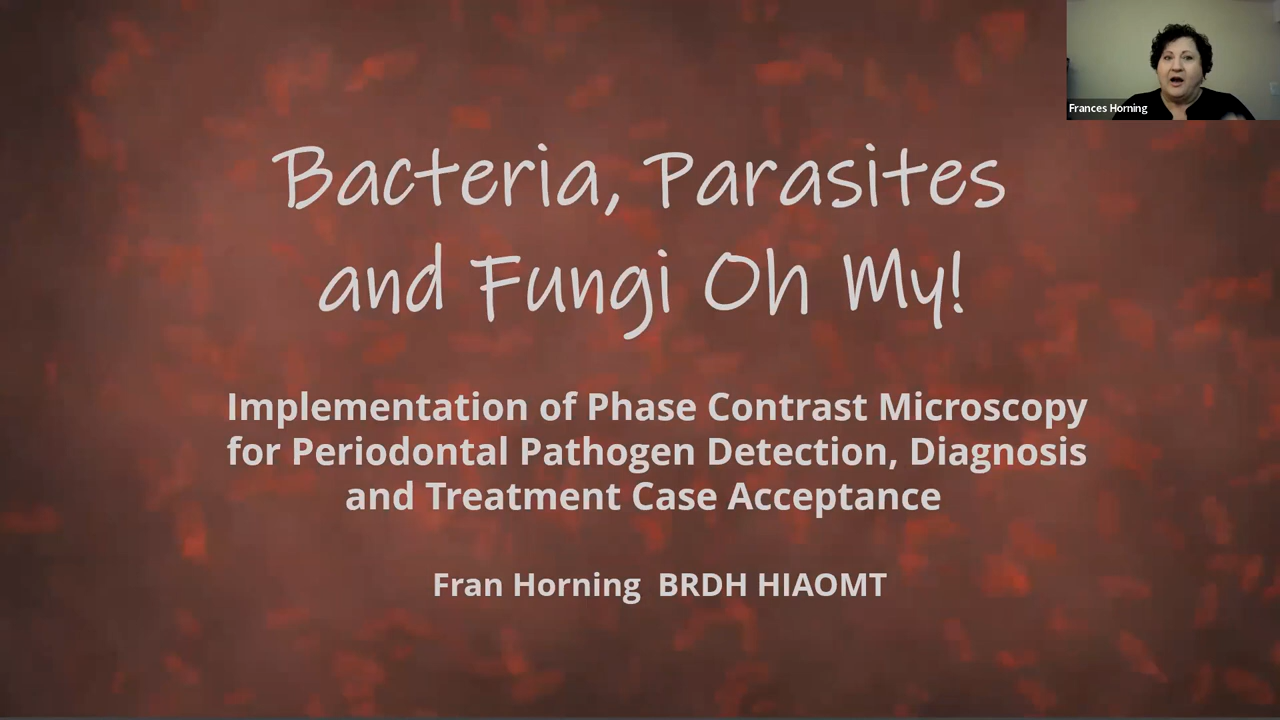 Frances Horning
Bacteria, Parasites
and Fungi Oh My!
Implementation of Phase Contrast Microscopy
for Periodontal Pathogen Detection, Diagnosis
and Treatment Case Acceptance
Fran Horning BRDH HIAOMT